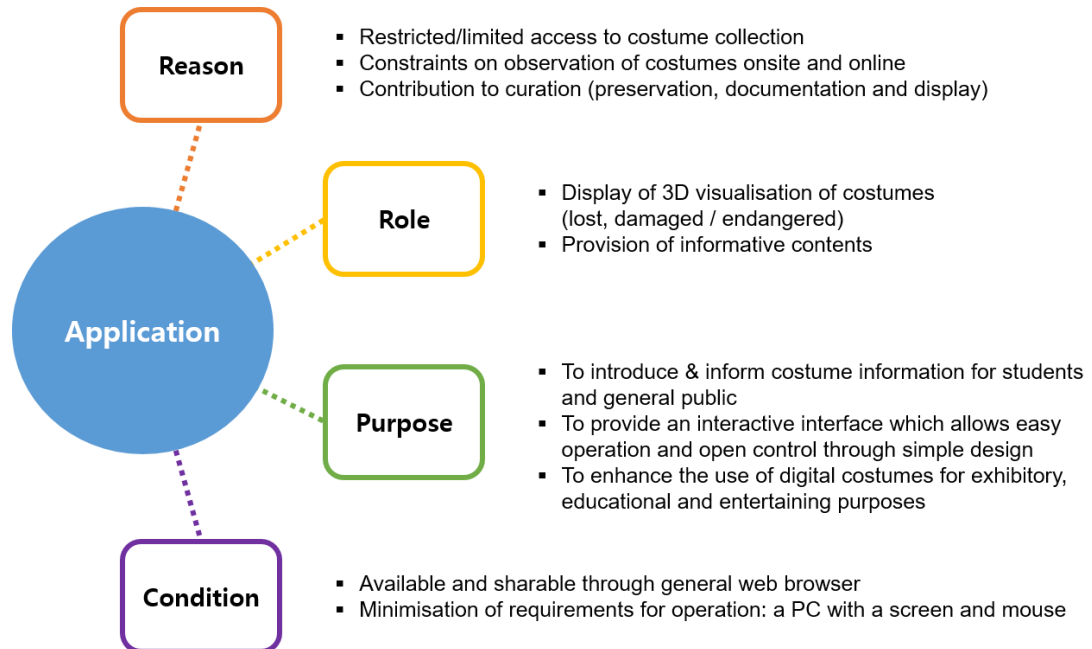 Reason
▪ Restricted/limited access to costume collection
▪ Constraints on observation of costumes onsite and online
▪ Contribution to curation (preservation, documentation and display)
Role
▪ Display of 3D visualisation of costumes
(lost, damaged / endangered)
▪ Provision of informative contents
Application
Purpose
▪ To introduce & inform costume information for students
and general public
▪ To provide an interactive interface which allows easy
operation and open control through simple design
▪ To enhance the use of digital costumes for exhibitory,
educational and entertaining purposes
Condition
▪ Available and sharable through general web browser
▪ Minimisation of requirements for operation: a PC with a screen and mouse